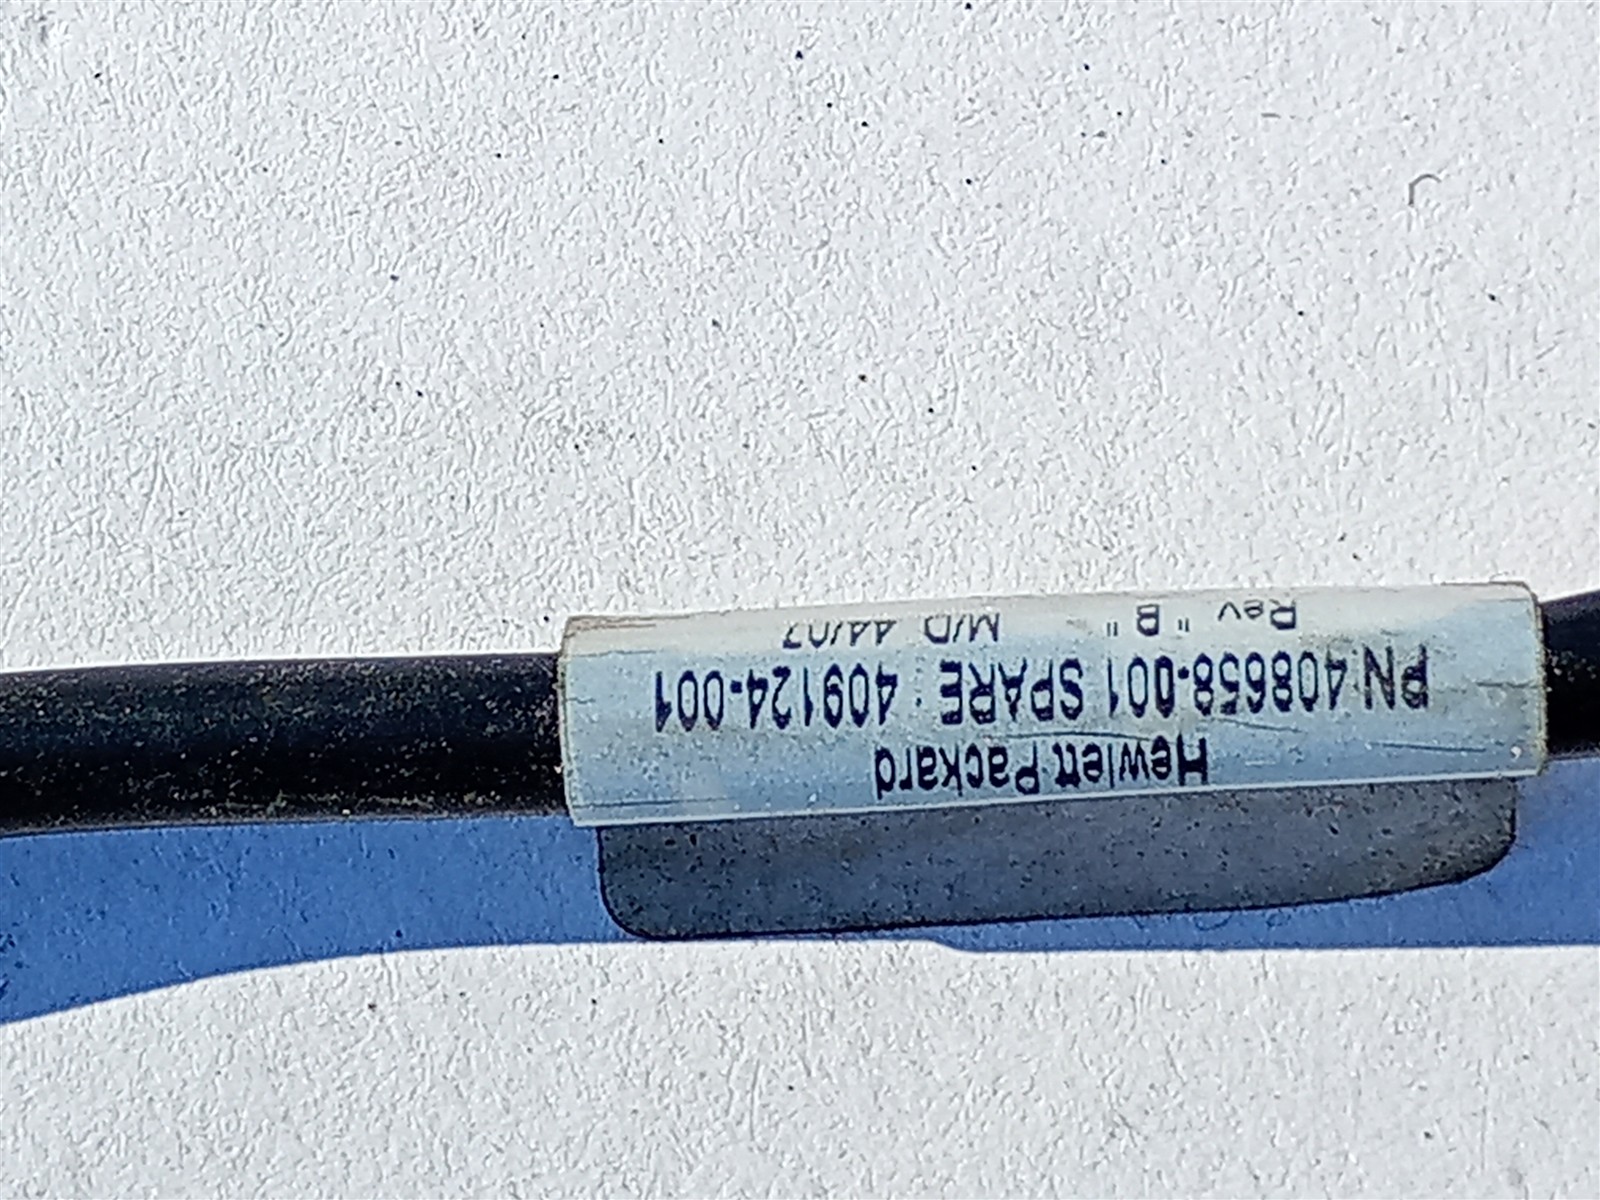 Hewlett Packard
PN:408658-001 SPARE : 409124-001
Rev "B" M/D 44/07